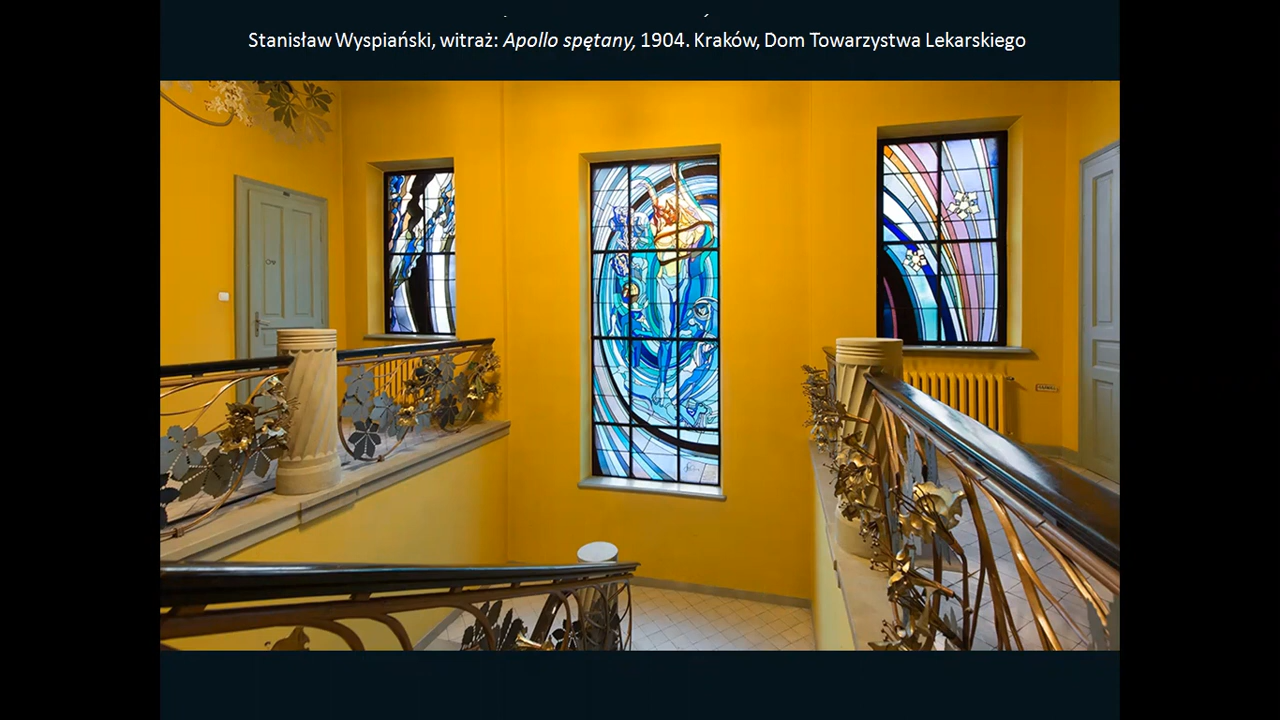 Stanisław Wyspiański, witraż: Apollo spętany, 1904. Kraków, Dom Towarzystwa Lekarskiego